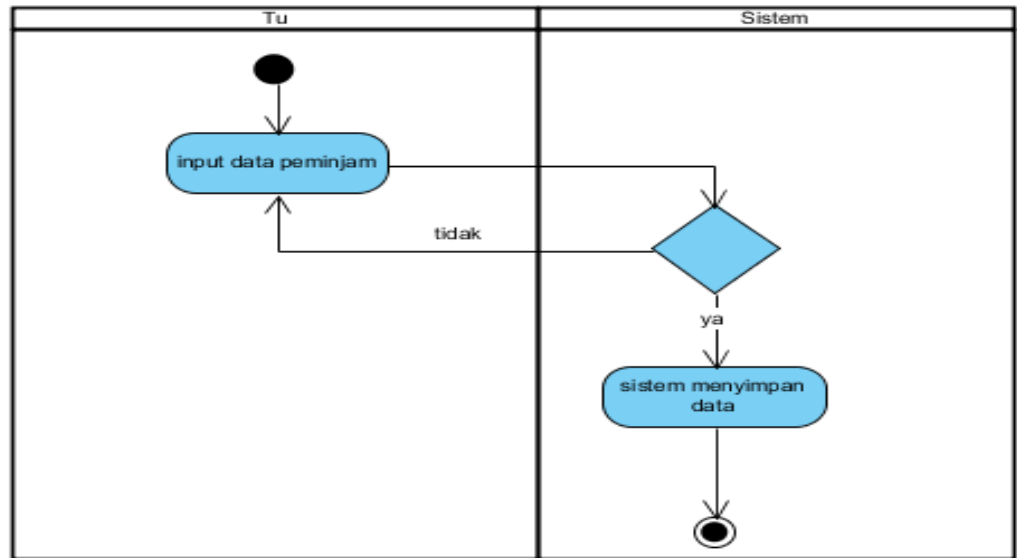 Tu
Sistem
input data peminjam
tidak
ya
sistem menyimpan
data